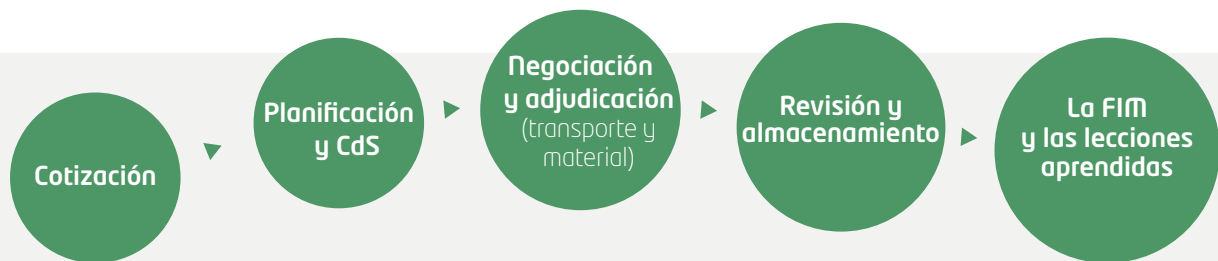 Cotización
Planificación
y CdS
Negociación
y adjudicación
(transporte y
material)
Revisión y
almacenamiento
La FIM
y las lecciones
aprendidas